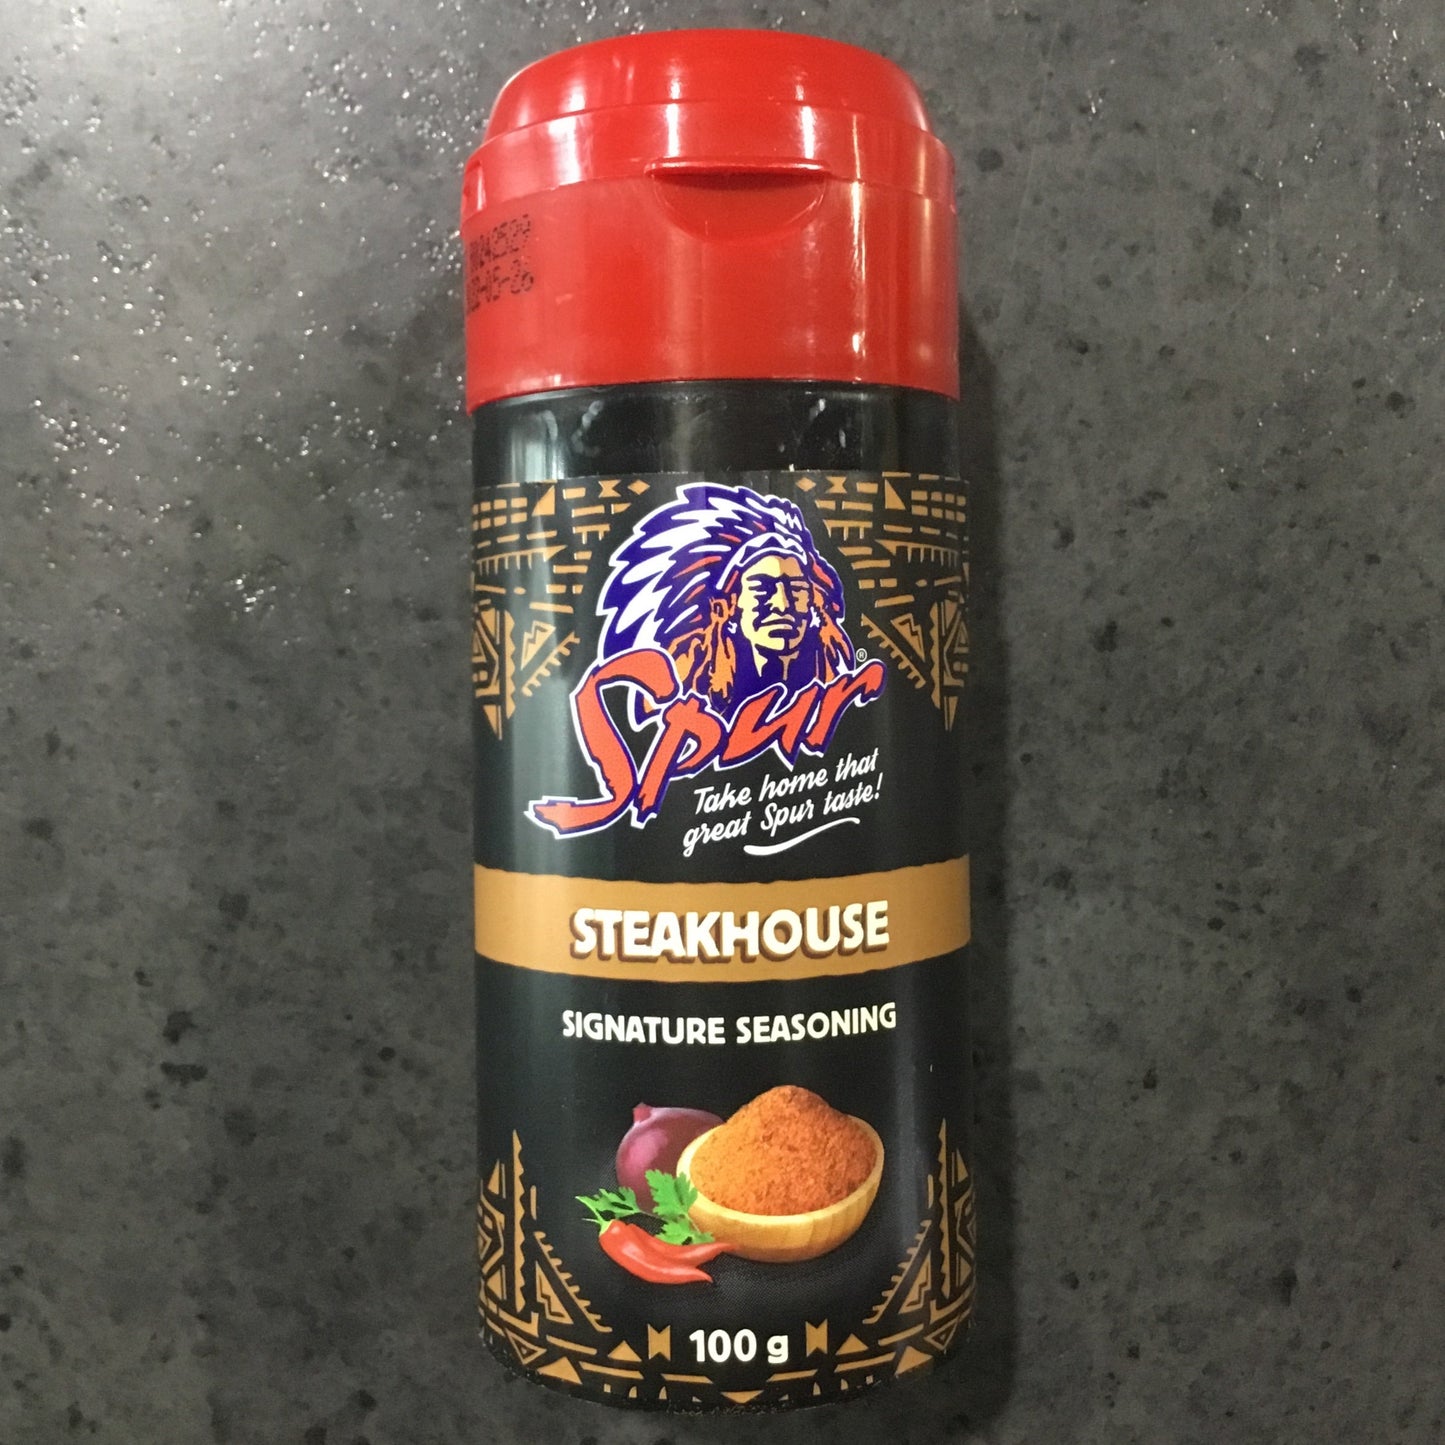 Spur®
Take home that
great Spur taste!
STEAKHOUSE
SIGNATURE SEASONING
100 g